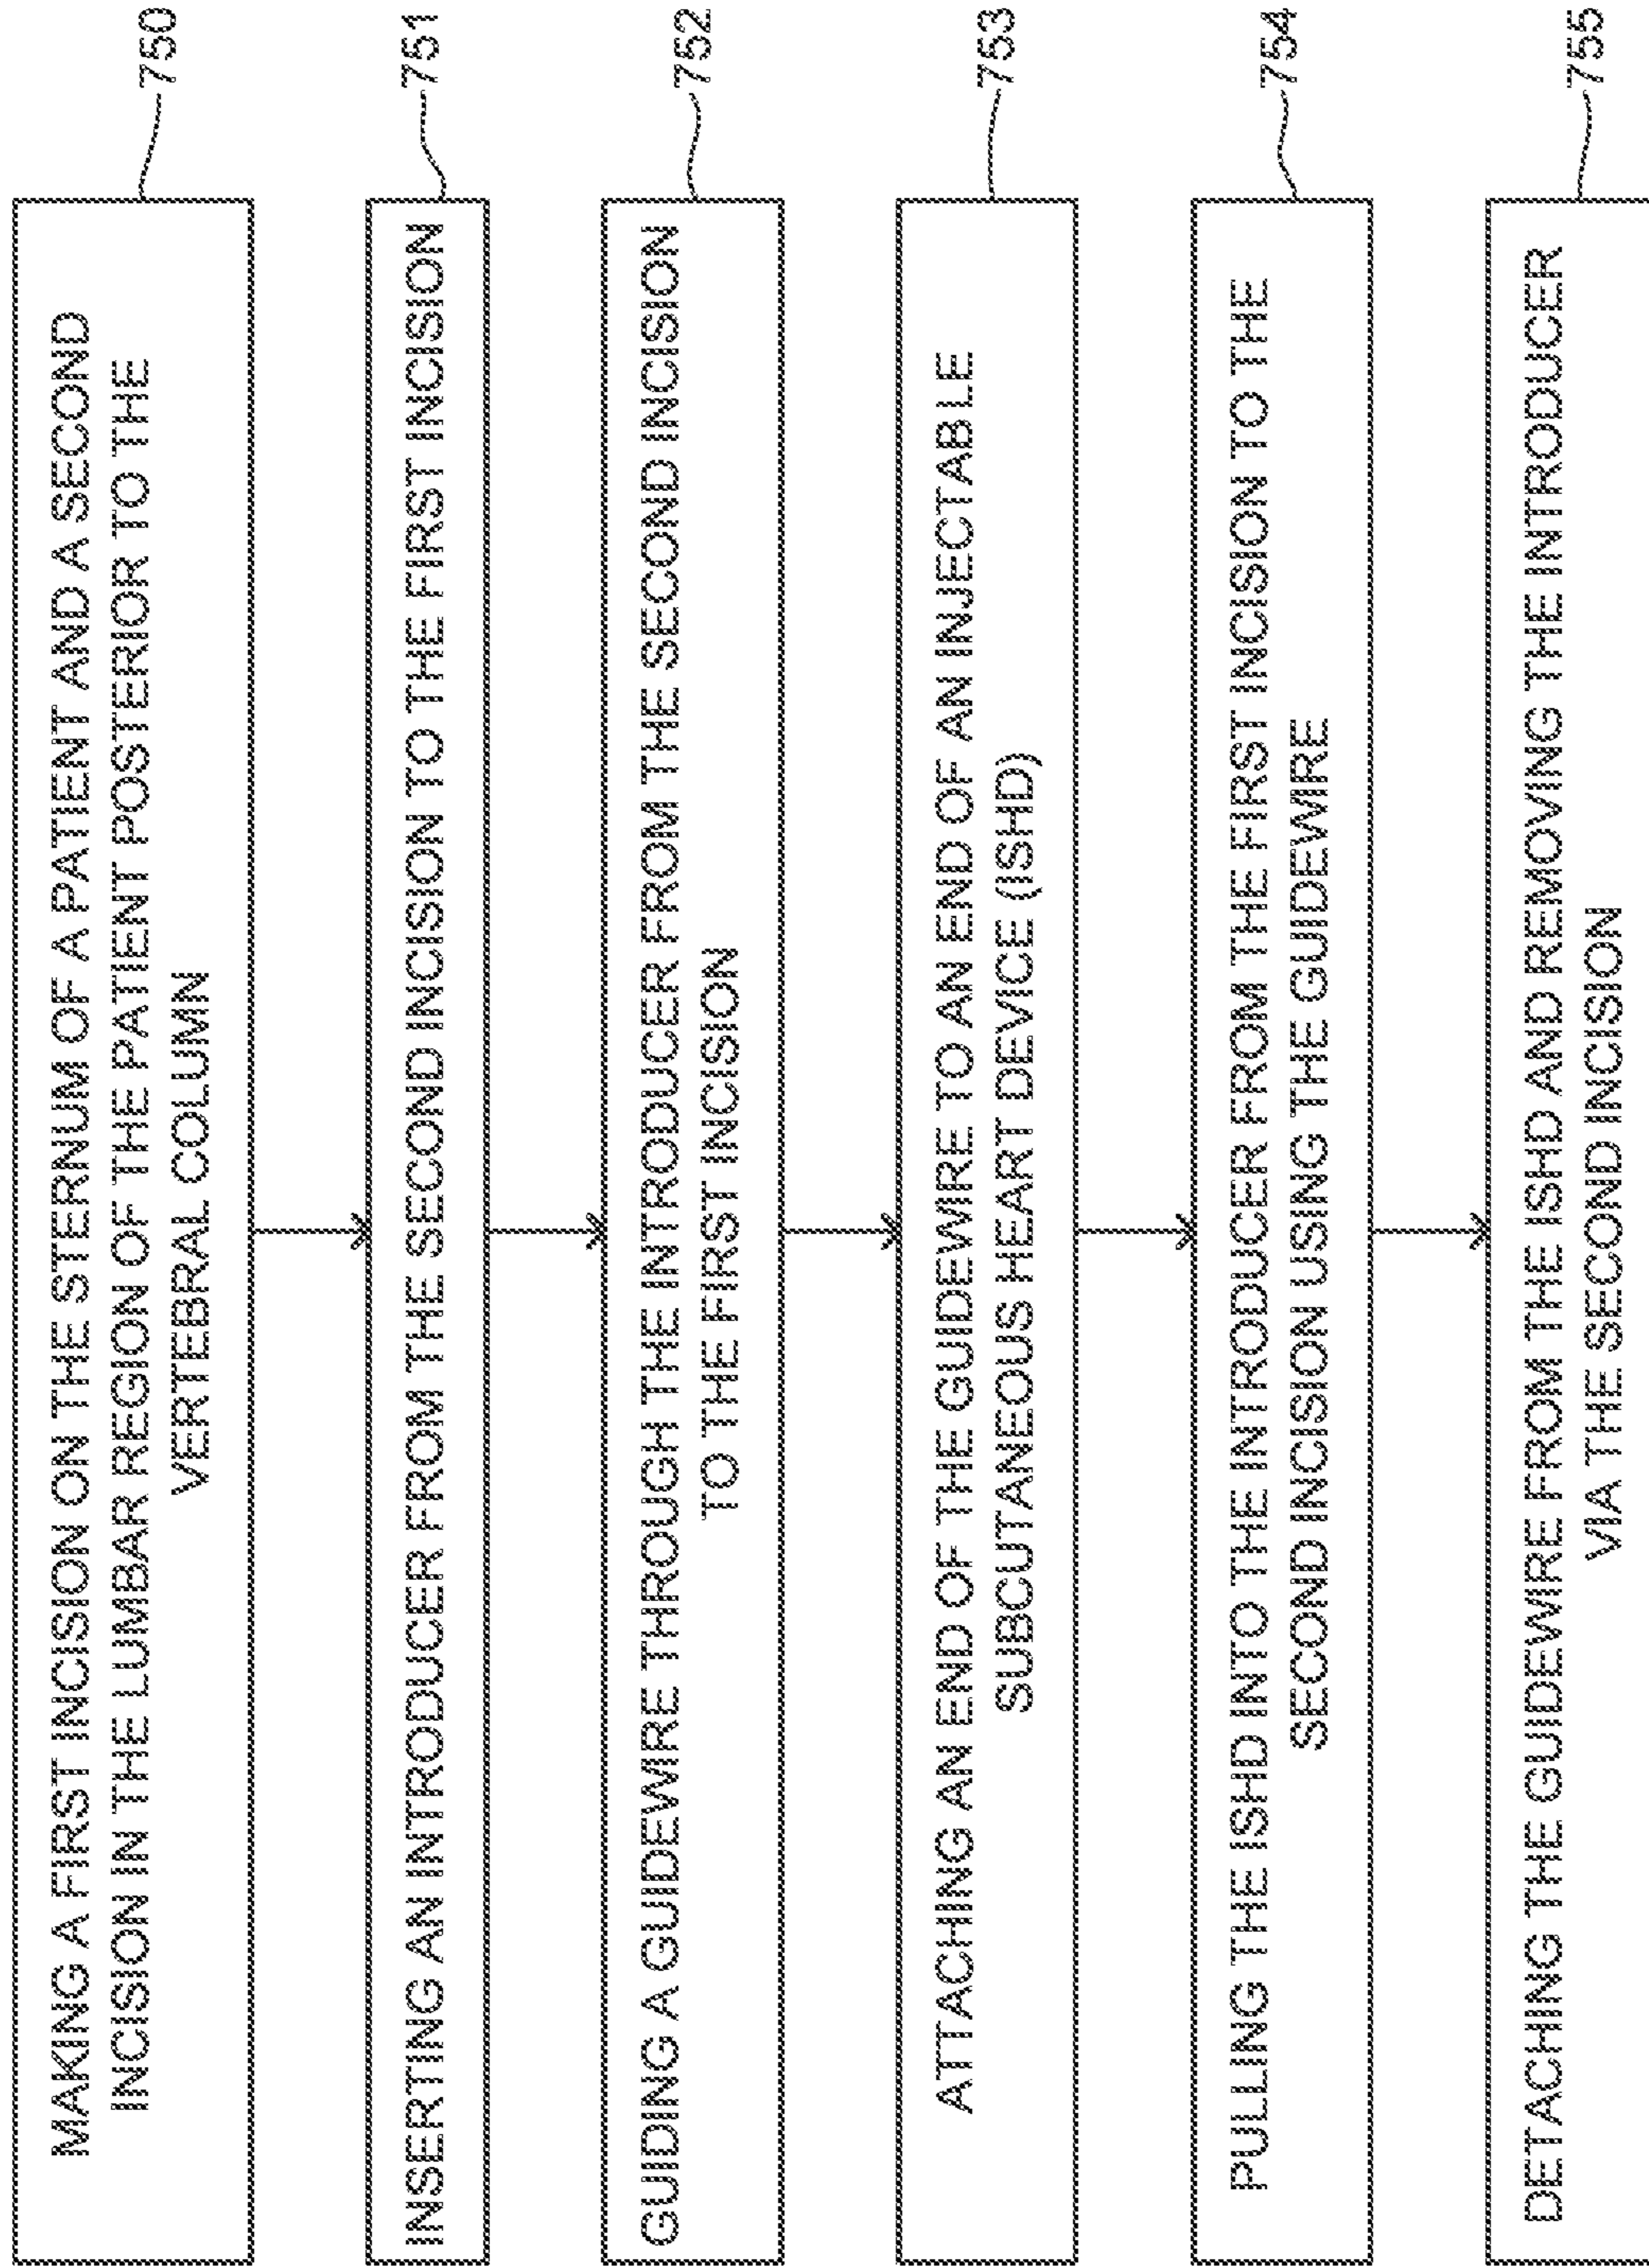 MAKING A FIRST INCISION ON THE STERNUM OF A PATIENT AND A SECOND
INCISION IN THE LUMBAR REGION OF THE PATIENT POSTERIOR TO THE
VERTEBRAL COLUMN
750
INSERTING AN INTRODUCER FROM THE SECOND INCISION TO THE FIRST INCISION
751
GUIDING A GUIDEWIRE THROUGH THE INTRODUCER FROM THE SECOND INCISION
TO THE FIRST INCISION
752
ATTACHING AN END OF THE GUIDEWIRE TO AN END OF AN INJECTABLE
SUBCUTANEOUS HEART DEVICE (ISHD)
753
PULLING THE ISHD INTO THE INTRODUCER FROM THE FIRST INCISION TO THE
SECOND INCISION USING THE GUIDEWIRE
754
DETACHING THE GUIDEWIRE FROM THE ISHD AND REMOVING THE INTRODUCER
VIA THE SECOND INCISION
755